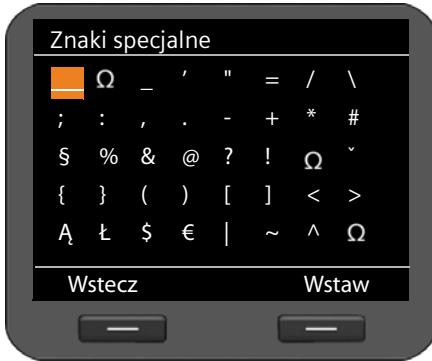 Znaki specjalne
Ω _ ′ " = / \
; : , . - + * #
§ % & @ ? ! Ω ˇ
{ } ( ) [ ] < >
Ą Ł $ € | ~ ^ Ω
Wstecz Wstaw